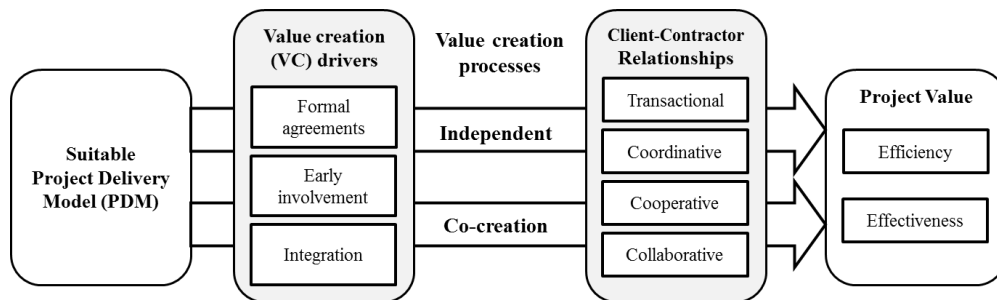 Suitable
Project Delivery
Model (PDM)
Value creation
(VC) drivers
Formal
agreements
Early
involvement
Integration
Value creation
processes
Independent
Co-creation
Client-Contractor
Relationships
Transactional
Coordinative
Cooperative
Collaborative
Project Value
Efficiency
Effectiveness